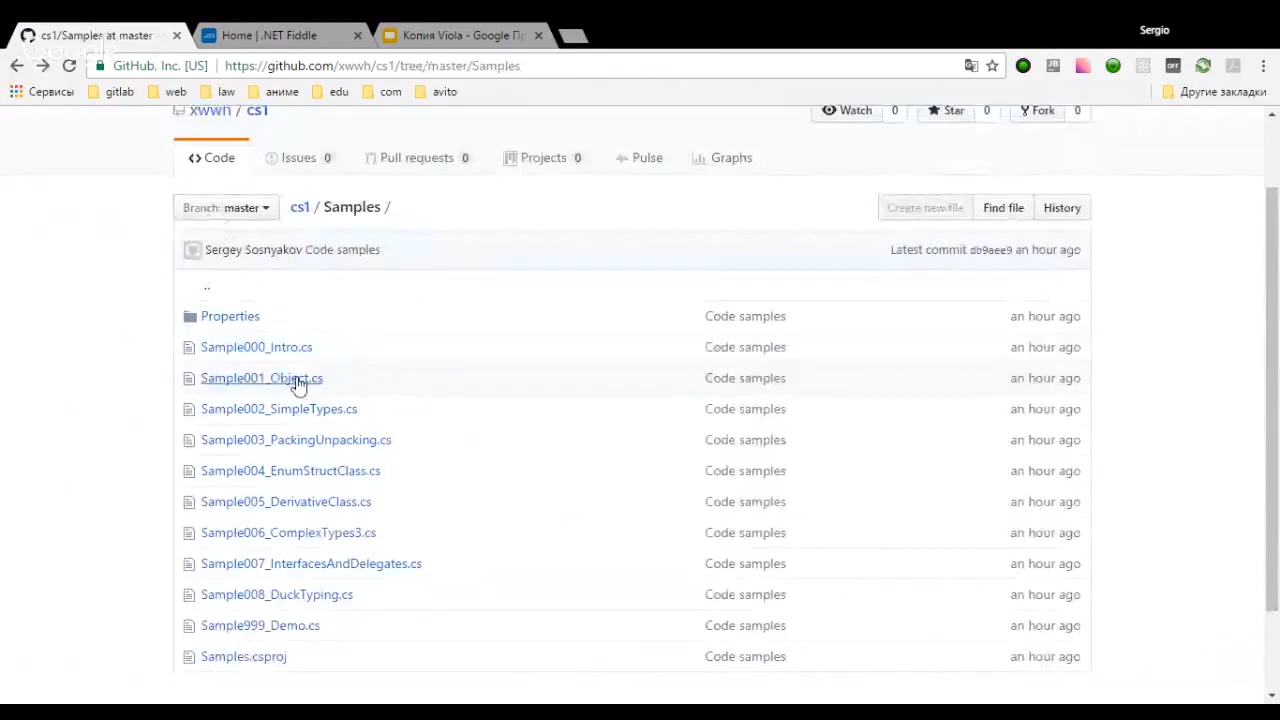 Sergio
cs1/Samples at master
Home | .NET Fiddle
Копия Viola - Google Пр
GitHub, Inc. [US] https://github.com/xwwh/cs1/tree/master/Samples
Сервисы gitlab web law аниме edu com avito Другие закладки
xwwh / cs1 Watch 0 Star 0 Fork 0
Code Issues 0 Pull requests 0 Projects 0 Pulse Graphs
Branch: master cs1 / Samples / Create new file Find file History
Sergey Sosnyakov Code samples Latest commit db9aee9 an hour ago
..
Properties Code samples an hour ago
Sample000_Intro.cs Code samples an hour ago
Sample001_Object.cs Code samples an hour ago
Sample002_SimpleTypes.cs Code samples an hour ago
Sample003_PackingUnpacking.cs Code samples an hour ago
Sample004_EnumStructClass.cs Code samples an hour ago
Sample005_DerivativeClass.cs Code samples an hour ago
Sample006_ComplexTypes3.cs Code samples an hour ago
Sample007_InterfacesAndDelegates.cs Code samples an hour ago
Sample008_DuckTyping.cs Code samples an hour ago
Sample999_Demo.cs Code samples an hour ago
Samples.csproj Code samples an hour ago